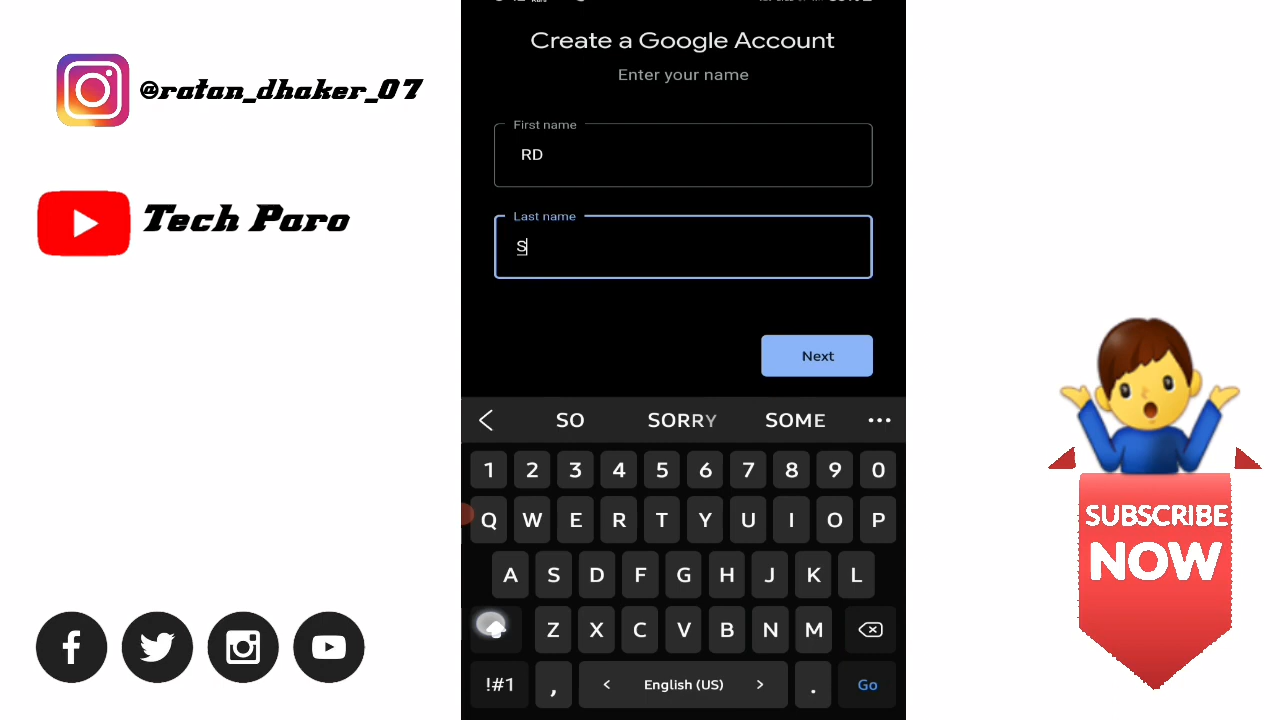 @ratan_dhaker_07
Tech Paro
Create a Google Account
Enter your name
First name
RD
Last name
S
Next
SO SORRY SOME
1 2 3 4 5 6 7 8 9 0
Q W E R T Y U I O P
A S D F G H J K L
Z X C V B N M
!#1 , < English (US) > . Go
SUBSCRIBE
NOW